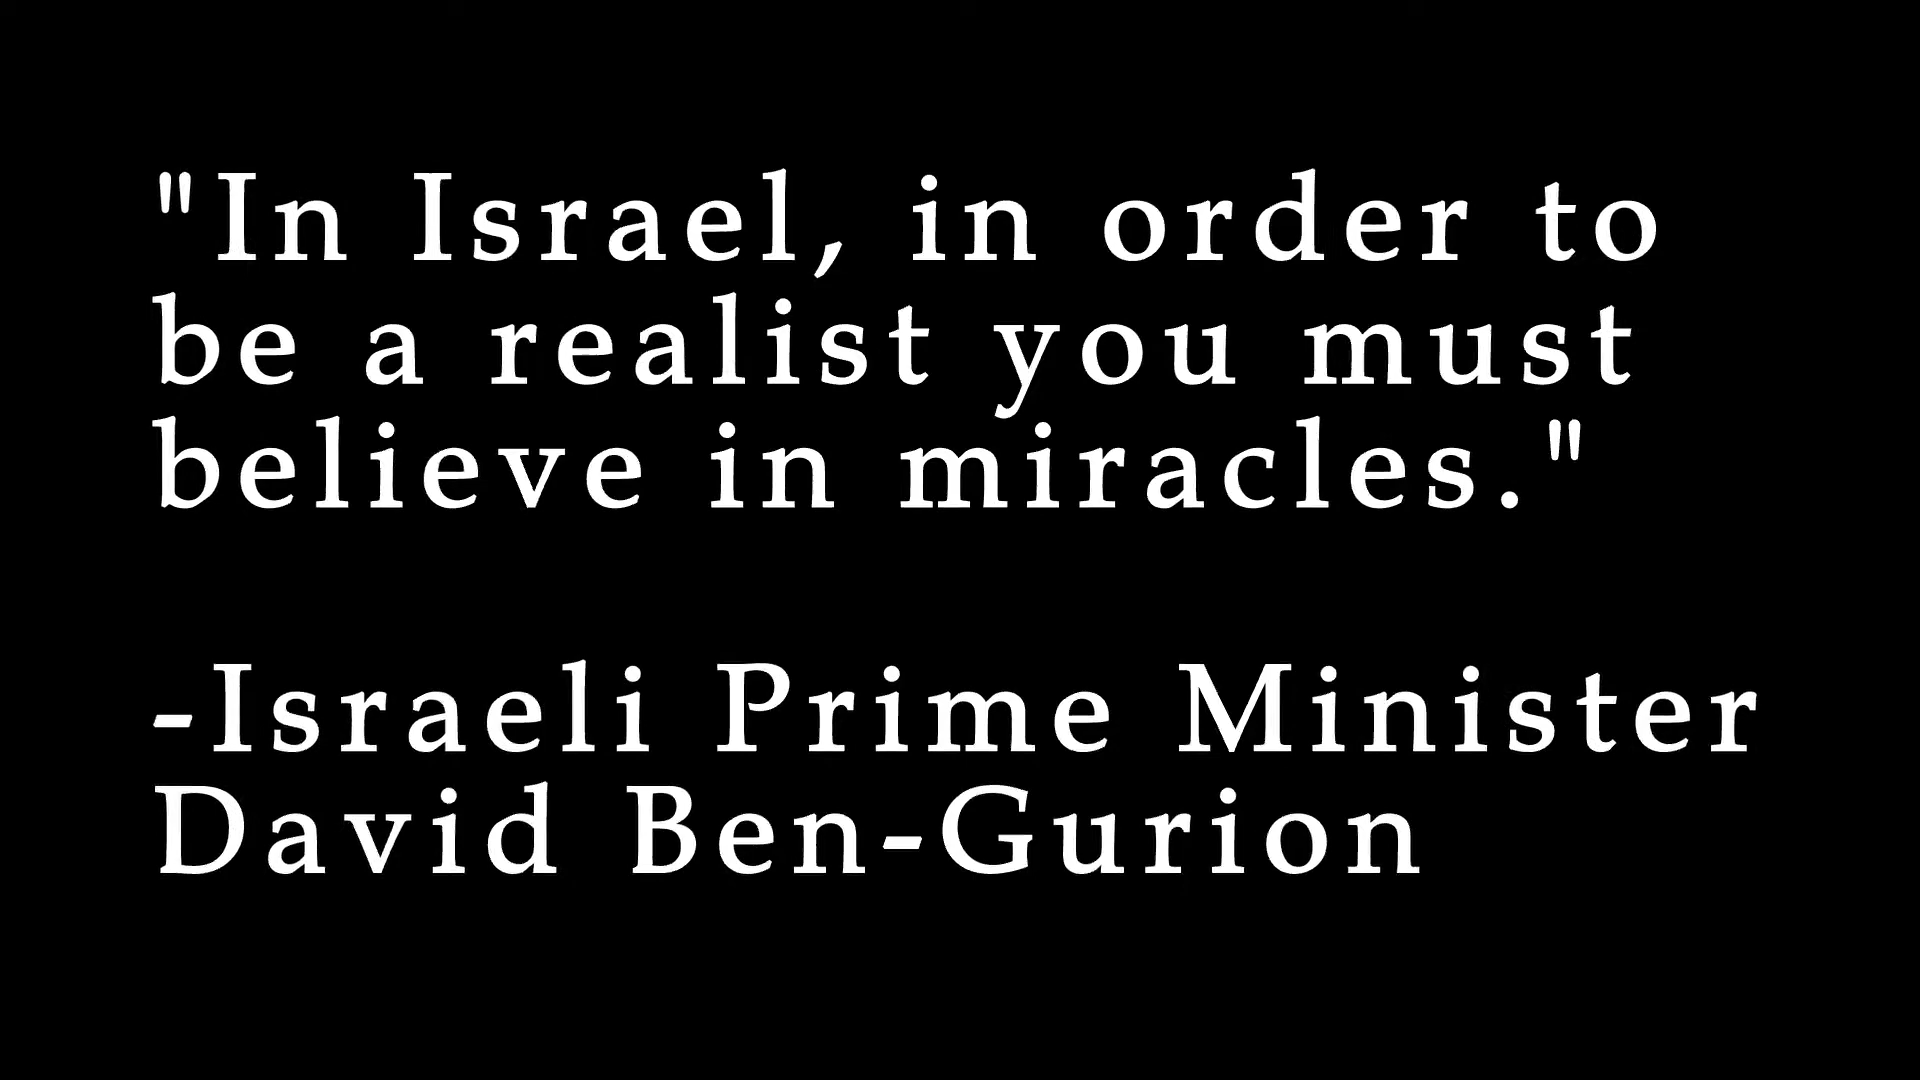 "In Israel, in order to
be a realist you must
believe in miracles."
-Israeli Prime Minister
David Ben-Gurion